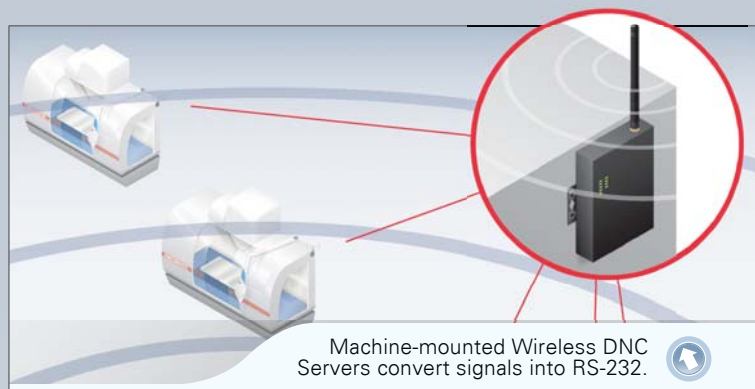 Machine-mounted Wireless DNC
Servers convert signals into RS-232.